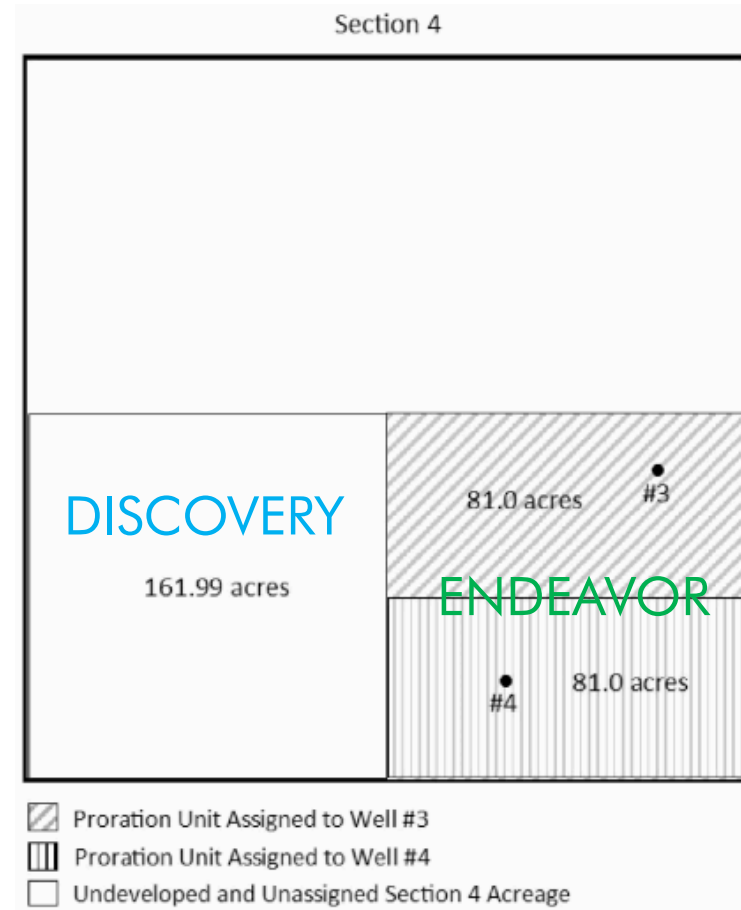 Section 4
DISCOVERY
161.99 acres
81.0 acres
#3
ENDEAVOR
#4
81.0 acres
Proration Unit Assigned to Well #3
Proration Unit Assigned to Well #4
Undeveloped and Unassigned Section 4 Acreage